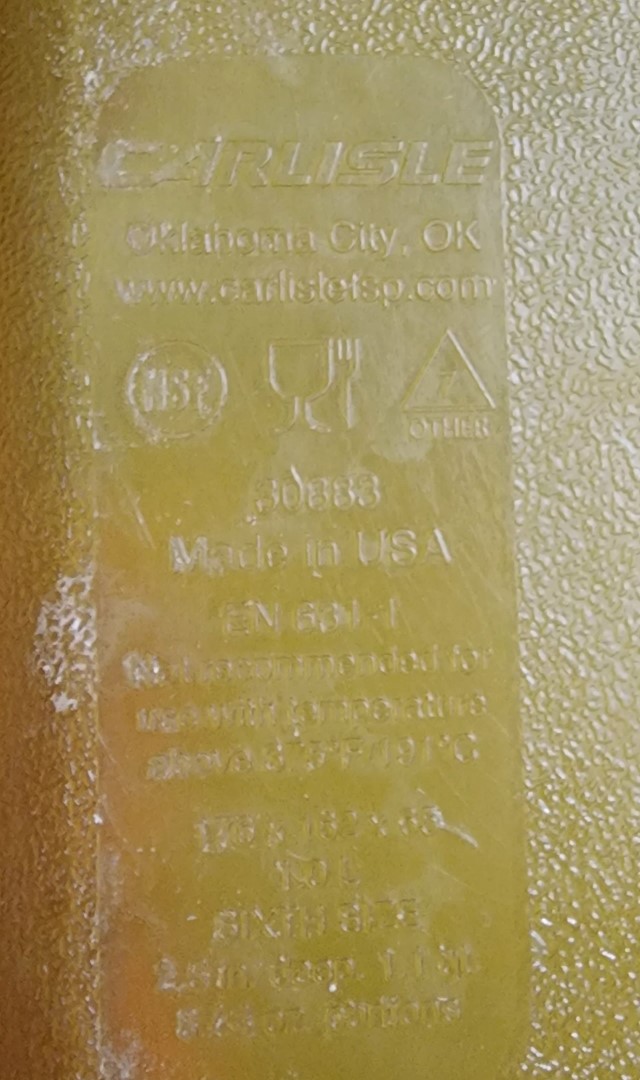 CARLISLE
Oklahoma City, OK
www.carlislefsp.com
NSF
7
OTHER
30883
Made in USA
EN 631-1
Not recommended for
use with temperature
above 375°F/191°C
176 x 162 x 65
1.0 L
SIXTH SIZE
2.5 in. deep, 1.1 qt.
oz. portions